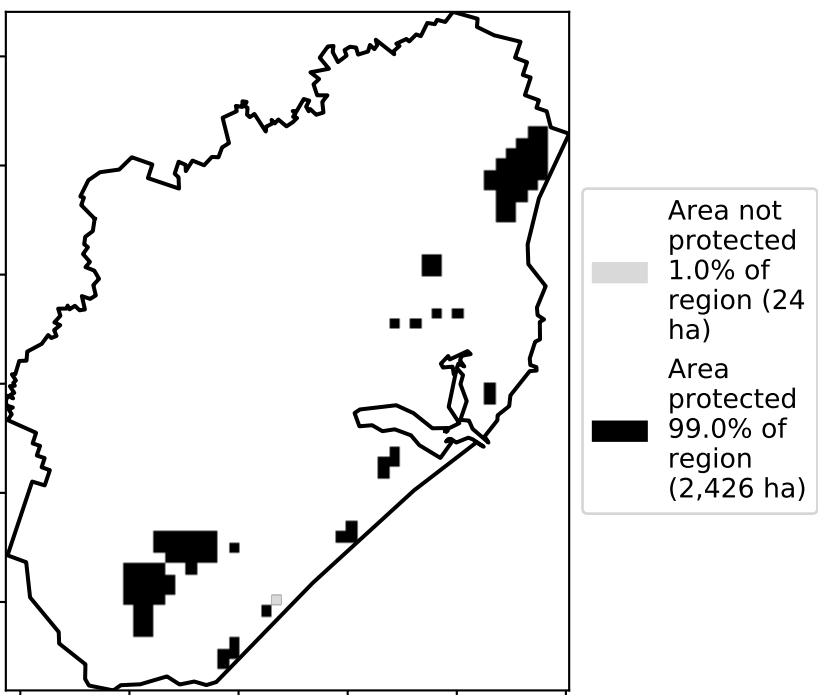 Area not
protected
1.0% of
region (24
ha)
Area
protected
99.0% of
region
(2,426 ha)